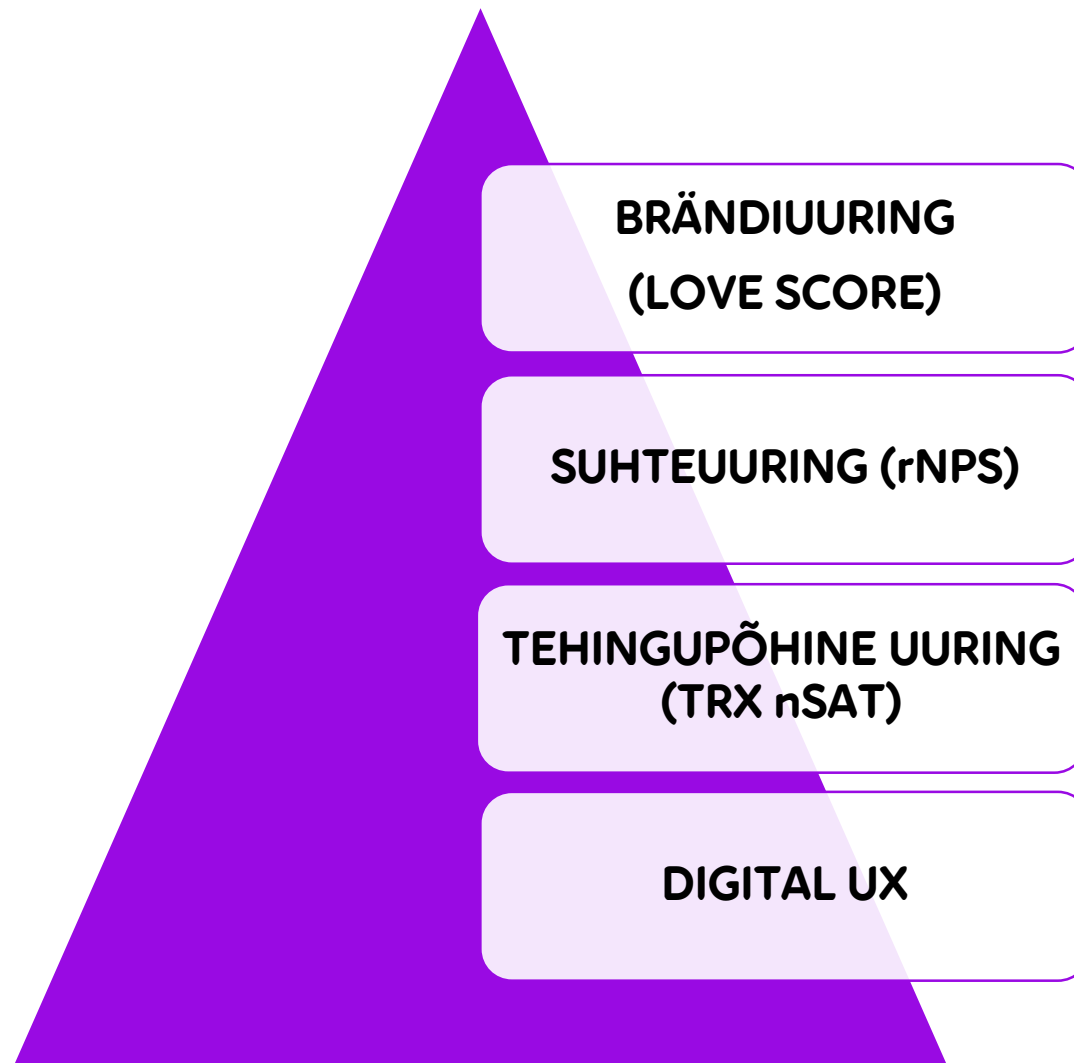 BRÄNDIUURING
(LOVE SCORE)
SUHTEUURING (rNPS)
TEHINGUPÕHINE UURING
(TRX nSAT)
DIGITAL UX